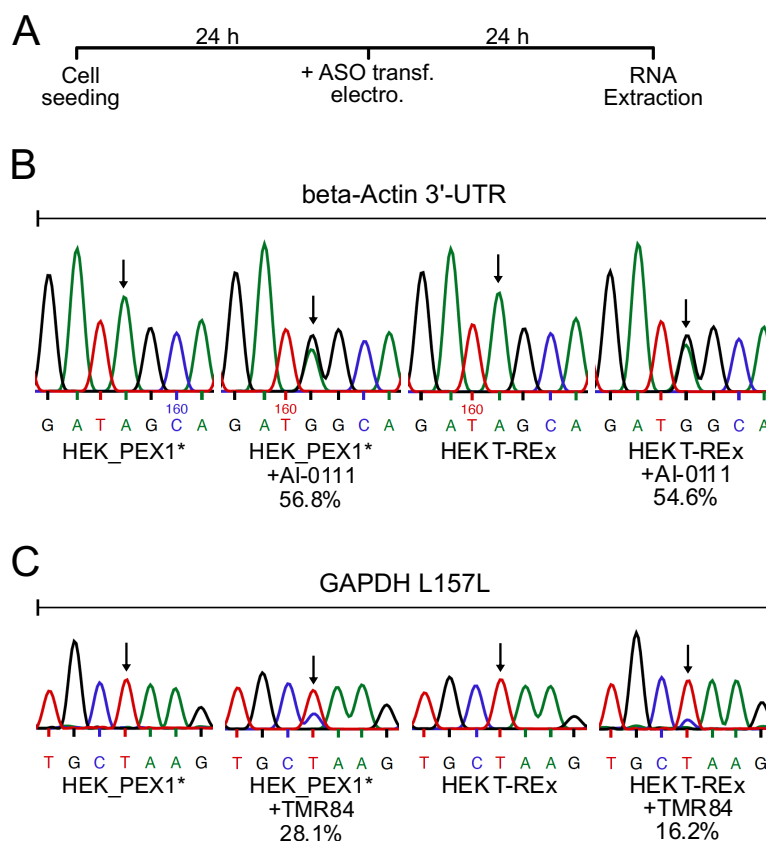 A
24 h 24 h
Cell seeding
+ ASO transf. electro.
RNA Extraction
B
beta-Actin 3'-UTR
160 160 160
G A T A G C A G A T G G C A G A T A G C A G A T G G C A
HEK_PEX1*
HEK_PEX1*
+AI-0111
56.8%
HEK T-REx
HEK T-REx
+AI-0111
54.6%
C
GAPDH L157L
T G C T A A G T G C T A A G T G C T A A G T G C T A A G
HEK_PEX1*
HEK_PEX1*
+TMR84
28.1%
HEK T-REx
HEK T-REx
+TMR84
16.2%